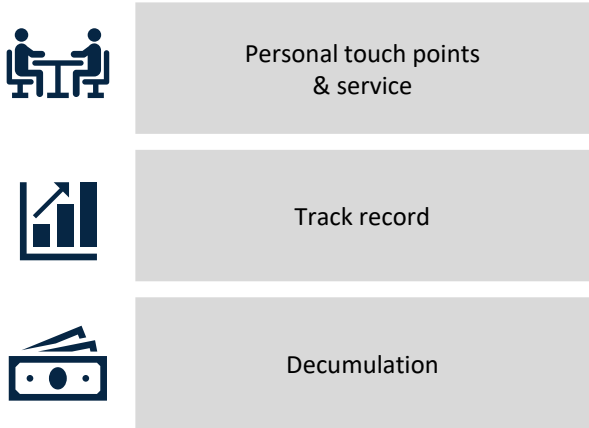 Personal touch points
& service
Track record
Decumulation